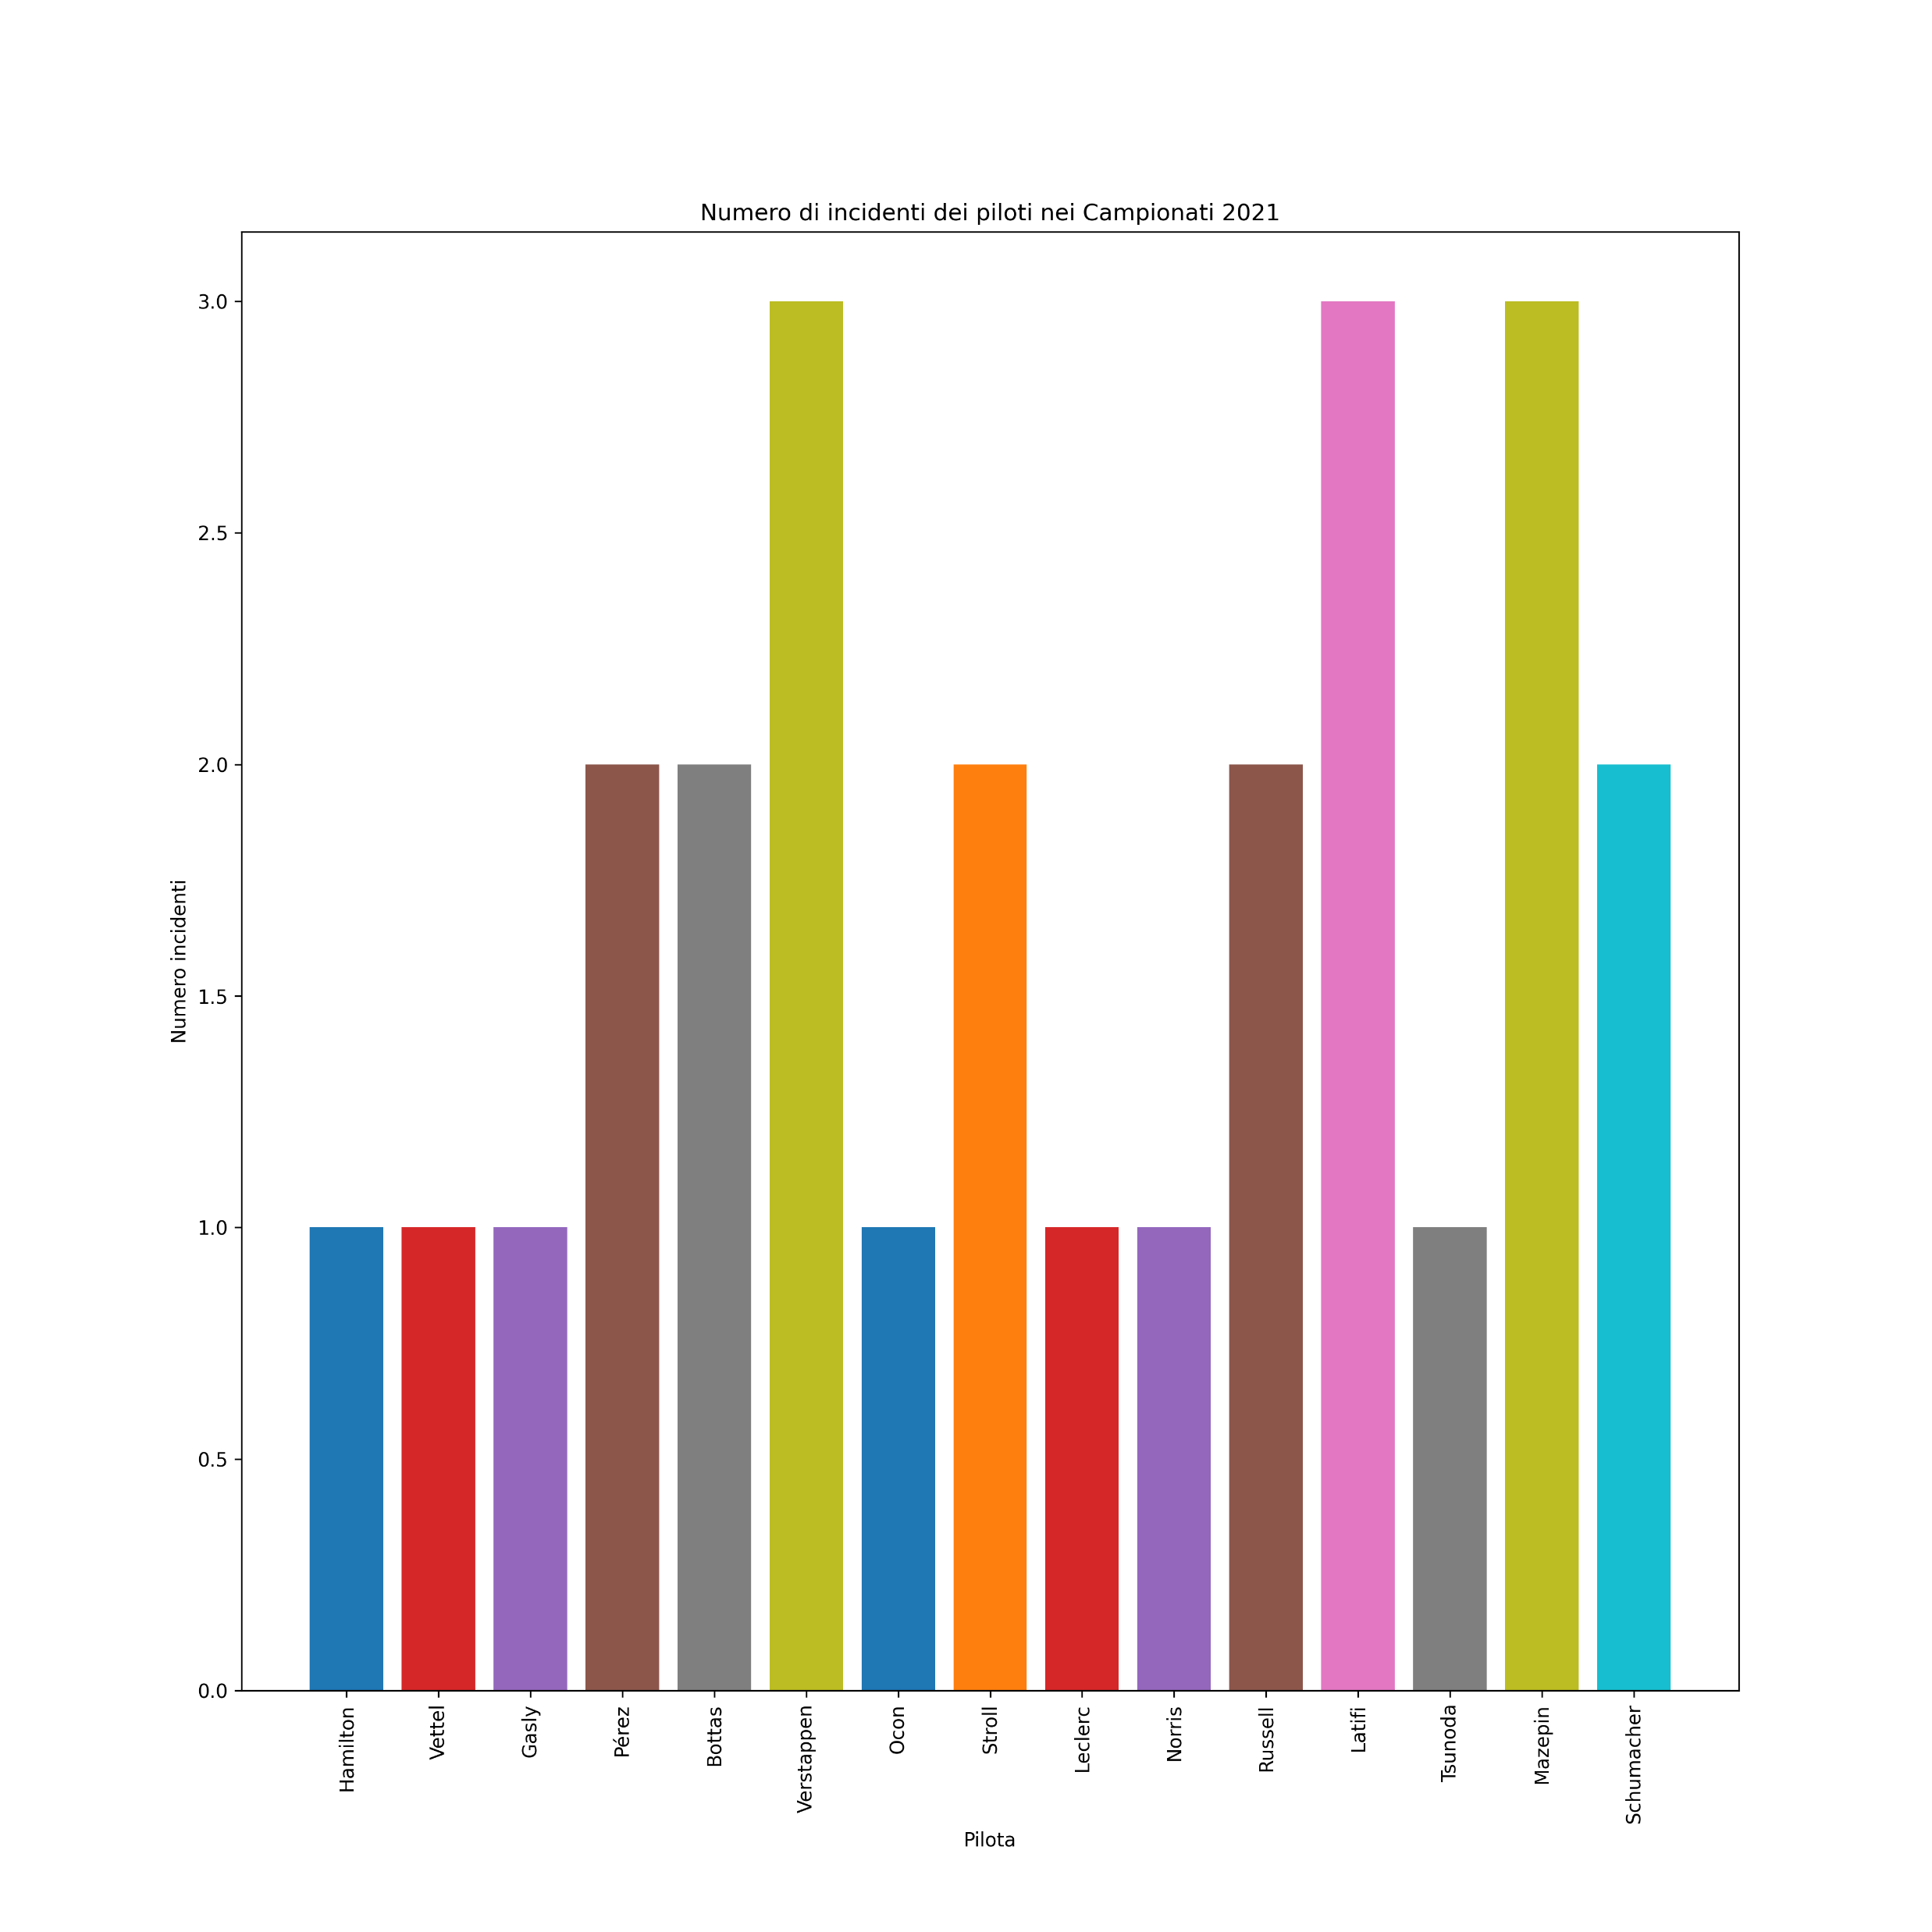 Numero di incidenti dei piloti nei Campionati 2021
3.0
2.5
2.0
1.5
1.0
0.5
0.0
Numero incidenti
Hamilton
Vettel
Gasly
Pérez
Bottas
Verstappen
Ocon
Stroll
Leclerc
Norris
Russell
Latifi
Tsunoda
Mazepin
Schumacher
Pilota